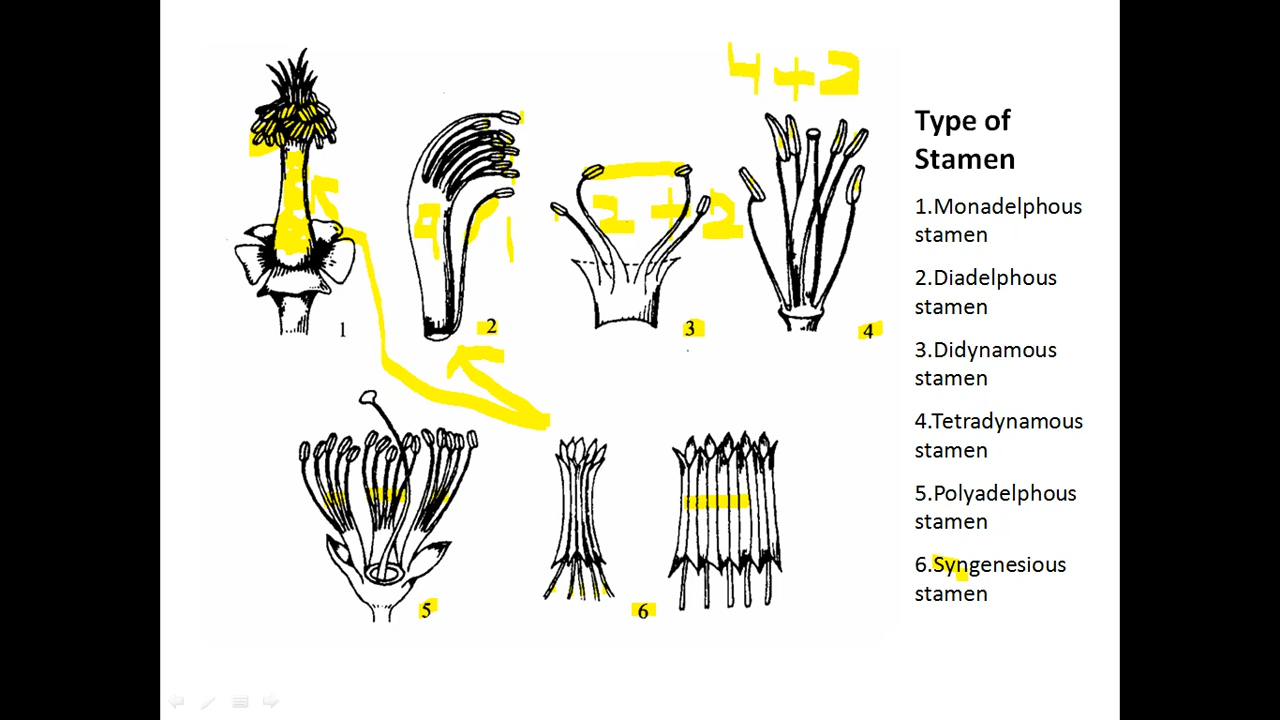 4+2
Type of
Stamen
1.Monadelphous
stamen
2.Diadelphous
stamen
3.Didynamous
stamen
4.Tetradynamous
stamen
5.Polyadelphous
stamen
6.Syngenesious
stamen
9 1
2+2
1
2
3
4
5
6